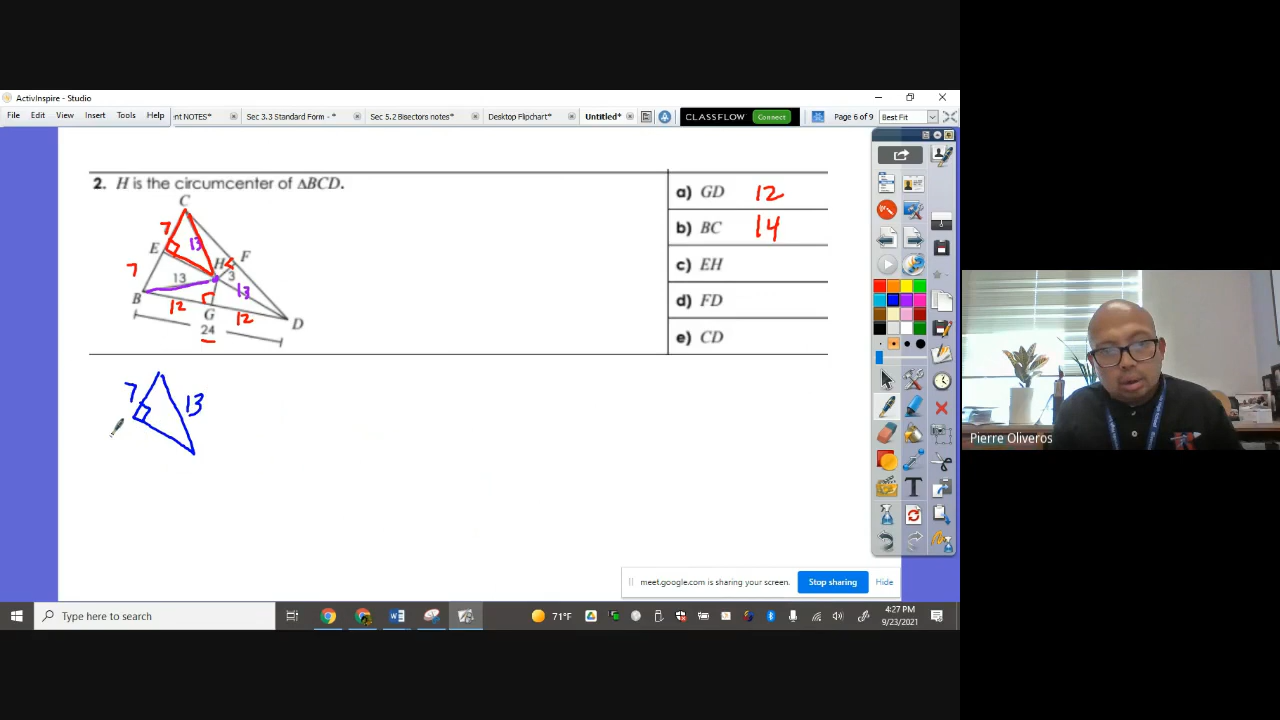 ActivInspire - Studio
File Edit View Insert Tools Help
ent NOTES* Sec 3.3 Standard Form - * Sec 5.2 Bisectors notes* Desktop Flipchart* Untitled* CLASSFLOW Connect Page 6 of 9 Best Fit
2. H is the circumcenter of ΔBCD.
C
7
E
13
H
F
3
7
13
13
B
12
G
12
D
24
a) GD 12
b) BC 14
c) EH
d) FD
e) CD
7
13
T
Pierre Oliveros
meet.google.com is sharing your screen. Stop sharing Hide
Type here to search
71°F
4:27 PM
9/23/2021